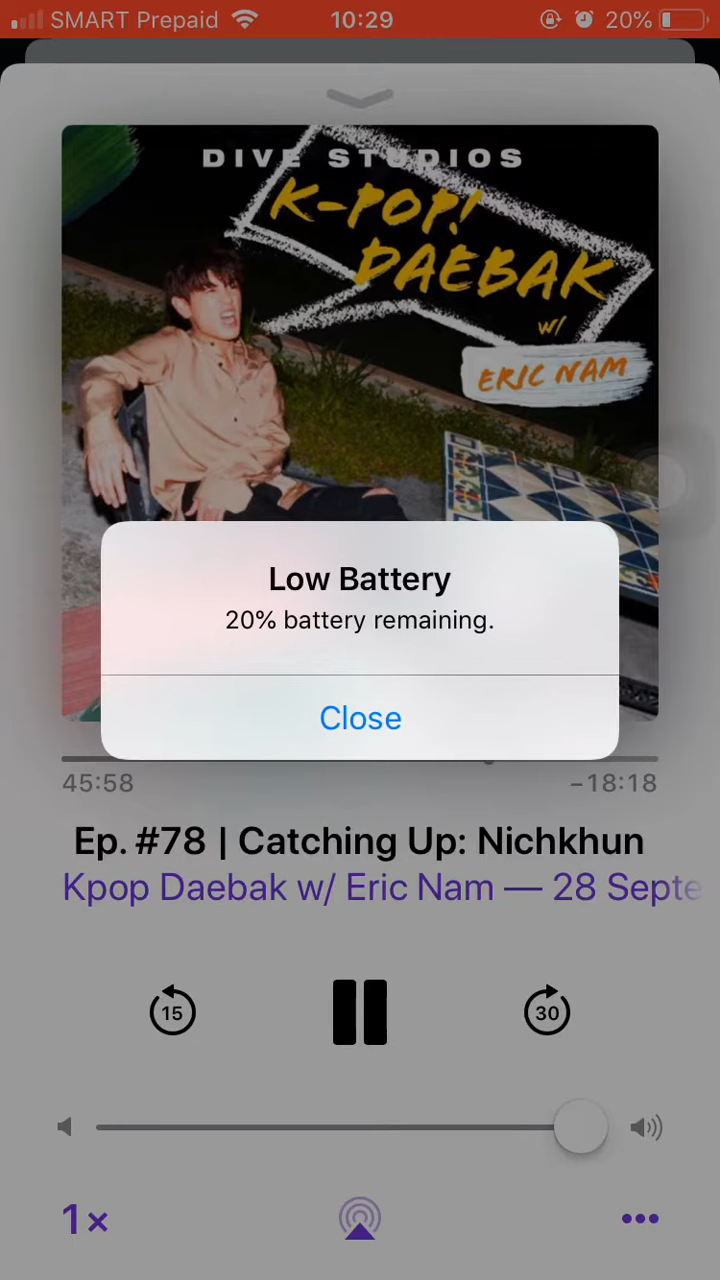 SMART Prepaid 10:29 20%
DIVE STUDIOS
K-POP!
DAEBAK
w/
ERIC NAM
Low Battery
20% battery remaining.
Close
45:58 −18:18
Ep. #78 | Catching Up: Nichkhun
Kpop Daebak w/ Eric Nam — 28 Septe
15 30
1×